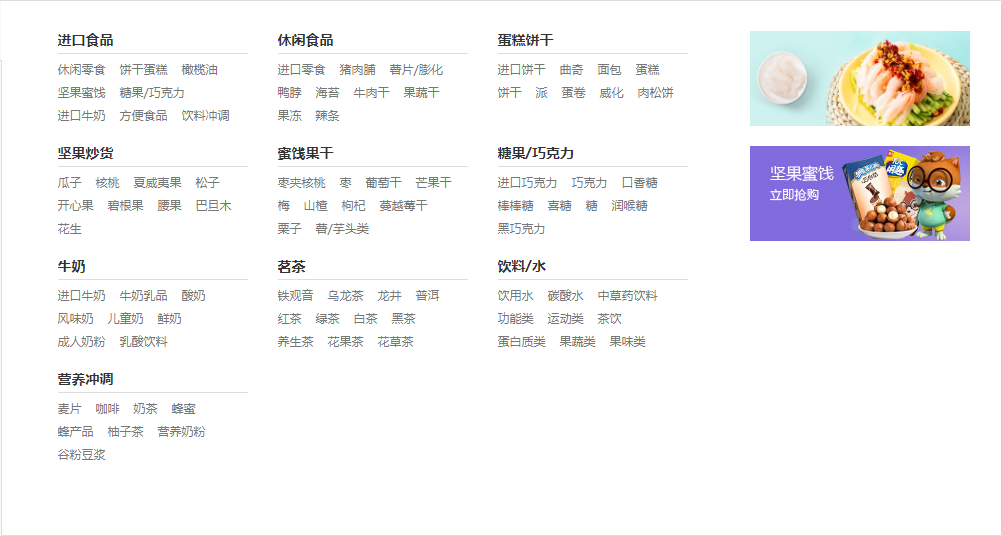 进口食品
休闲零食 饼干蛋糕 橄榄油
坚果蜜饯 糖果/巧克力
进口牛奶 方便食品 饮料冲调
休闲食品
进口零食 猪肉脯 薯片/膨化
鸭脖 海苔 牛肉干 果蔬干
果冻 辣条
蛋糕饼干
进口饼干 曲奇 面包 蛋糕
饼干 派 蛋卷 威化 肉松饼
坚果炒货
瓜子 核桃 夏威夷果 松子
开心果 碧根果 腰果 巴旦木
花生
蜜饯果干
枣夹核桃 枣 葡萄干 芒果干
梅 山楂 枸杞 蔓越莓干
栗子 薯/芋头类
糖果/巧克力
进口巧克力 巧克力 口香糖
棒棒糖 喜糖 糖 润喉糖
黑巧克力
牛奶
进口牛奶 牛奶乳品 酸奶
风味奶 儿童奶 鲜奶
成人奶粉 乳酸饮料
茗茶
铁观音 乌龙茶 龙井 普洱
红茶 绿茶 白茶 黑茶
养生茶 花果茶 花草茶
饮料/水
饮用水 碳酸水 中草药饮料
功能类 运动类 茶饮
蛋白质类 果蔬类 果味类
营养冲调
麦片 咖啡 奶茶 蜂蜜
蜂产品 柚子茶 营养奶粉
谷粉豆浆
坚果蜜饯
立即抢购